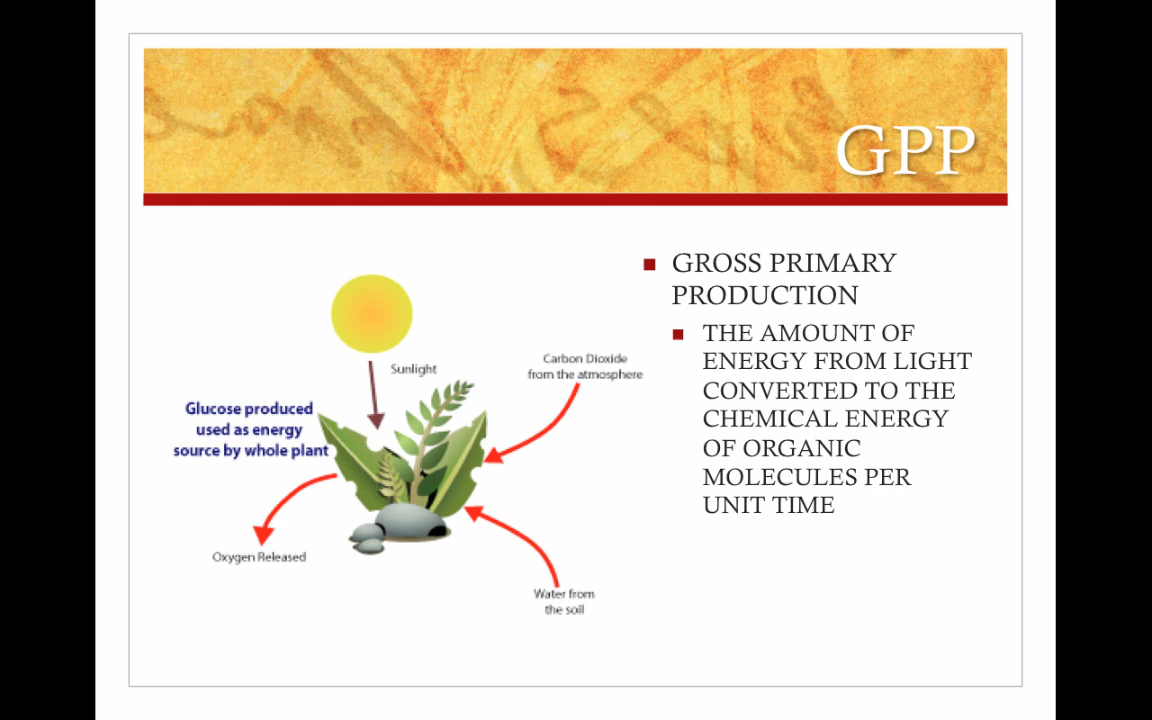 GPP
Sunlight
Carbon Dioxide
from the atmosphere
Glucose produced
used as energy
source by whole plant
Oxygen Released
Water from
the soil
GROSS PRIMARY
PRODUCTION
THE AMOUNT OF
ENERGY FROM LIGHT
CONVERTED TO THE
CHEMICAL ENERGY
OF ORGANIC
MOLECULES PER
UNIT TIME